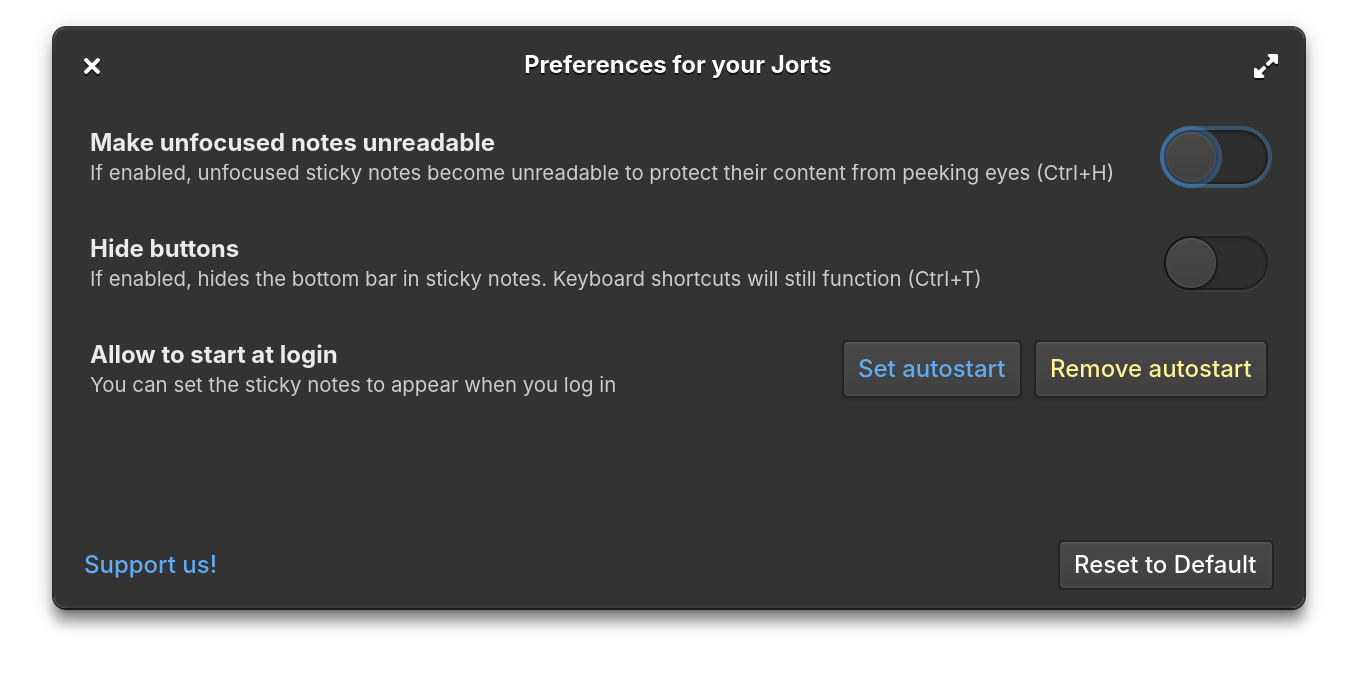 Preferences for your Jorts
Make unfocused notes unreadable
If enabled, unfocused sticky notes become unreadable to protect their content from peeking eyes (Ctrl+H)
Hide buttons
If enabled, hides the bottom bar in sticky notes. Keyboard shortcuts will still function (Ctrl+T)
Allow to start at login
You can set the sticky notes to appear when you log in
Set autostart
Remove autostart
Support us!
Reset to Default